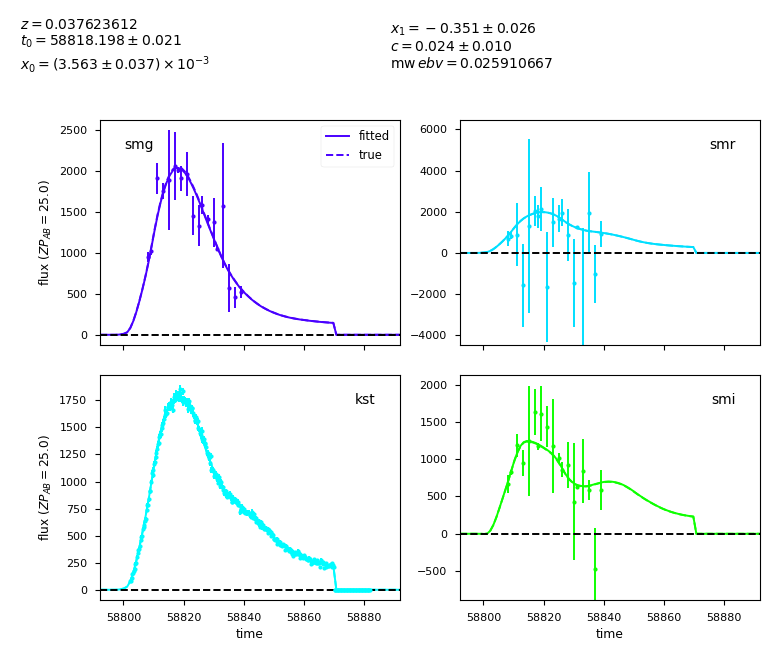 z = 0.037623612
t₀ = 58818.198 ± 0.021
x₀ = (3.563 ± 0.037) × 10⁻³
x₁ = −0.351 ± 0.026
c = 0.024 ± 0.010
mw ebv = 0.025910667
smg
fitted
true
2500
2000
1500
1000
500
0
flux (ZP_AB = 25.0)
smr
6000
4000
2000
0
−2000
−4000
kst
1750
1500
1250
1000
750
500
250
0
flux (ZP_AB = 25.0)
58800 58820 58840 58860 58880
time
smi
2000
1500
1000
500
0
−500
58800 58820 58840 58860 58880
time